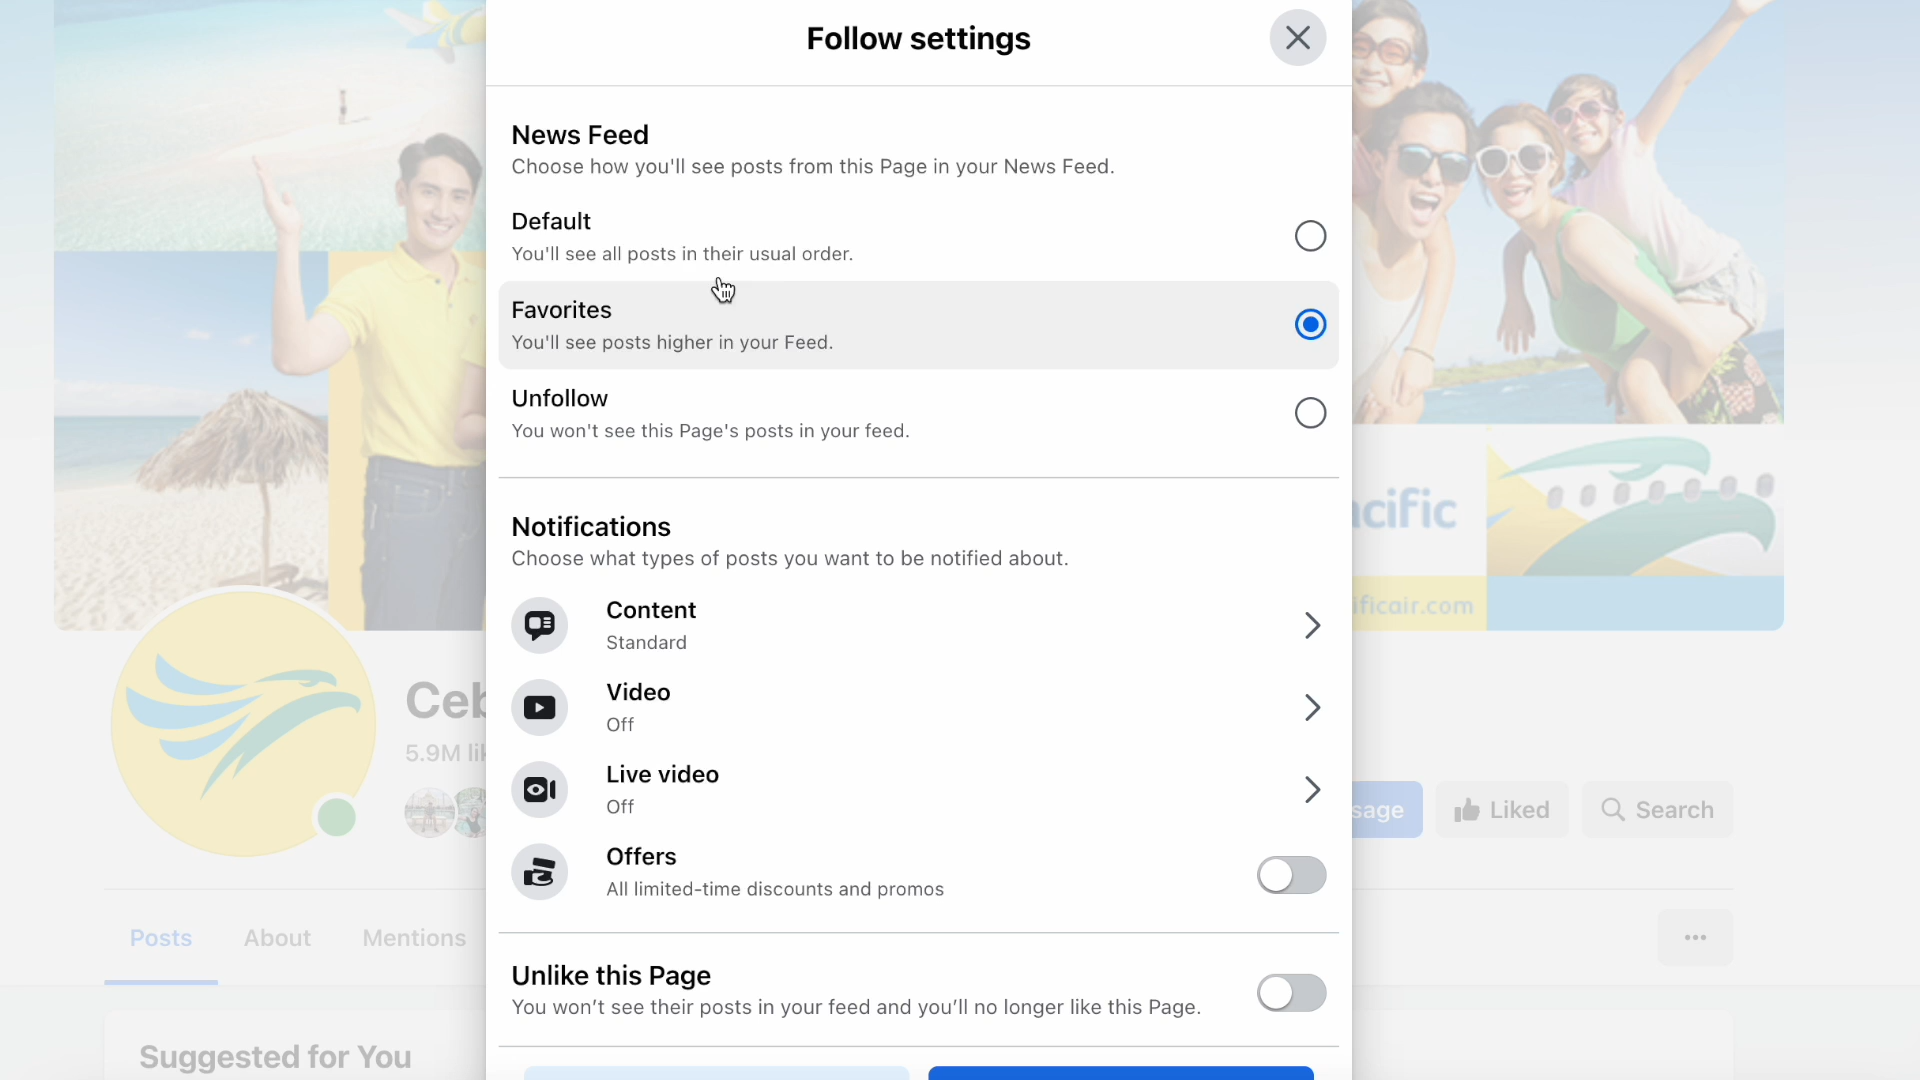 Follow settings
News Feed
Choose how you'll see posts from this Page in your News Feed.
Default
You'll see all posts in their usual order.
Favorites
You'll see posts higher in your Feed.
Unfollow
You won't see this Page's posts in your feed.
Notifications
Choose what types of posts you want to be notified about.
Content
Standard
Video
Off
Live video
Off
Offers
All limited-time discounts and promos
Unlike this Page
You won’t see their posts in your feed and you’ll no longer like this Page.
acific
ificair.com
Ceb
5.9M lik
sage
Liked
Search
Posts
About
Mentions
Suggested for You